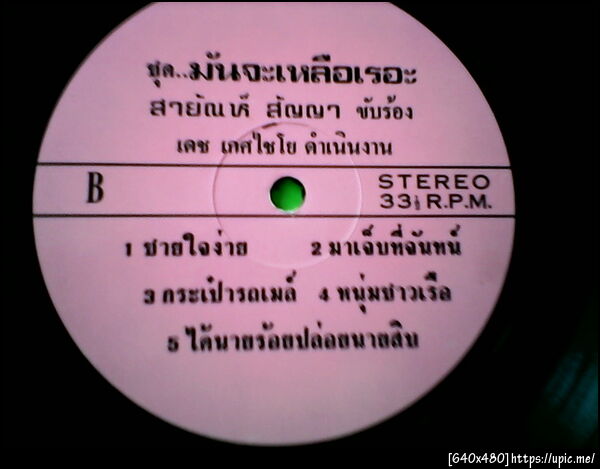 ชุด..มันจะเหลือเรอะ
สายัณห์ สัญญา ขับร้อง
เดช เกศไชโย ดำเนินงาน
B
STEREO
33⅓ R.P.M.
1 ชายใจง่าย 2 มาเจ็บที่จันทน์
3 กระเป๋ารถเมล์ 4 หนุ่มชาวเรือ
5 ได้นายร้อยปล่อยนายสิบ
[640x480]https://upic.me/